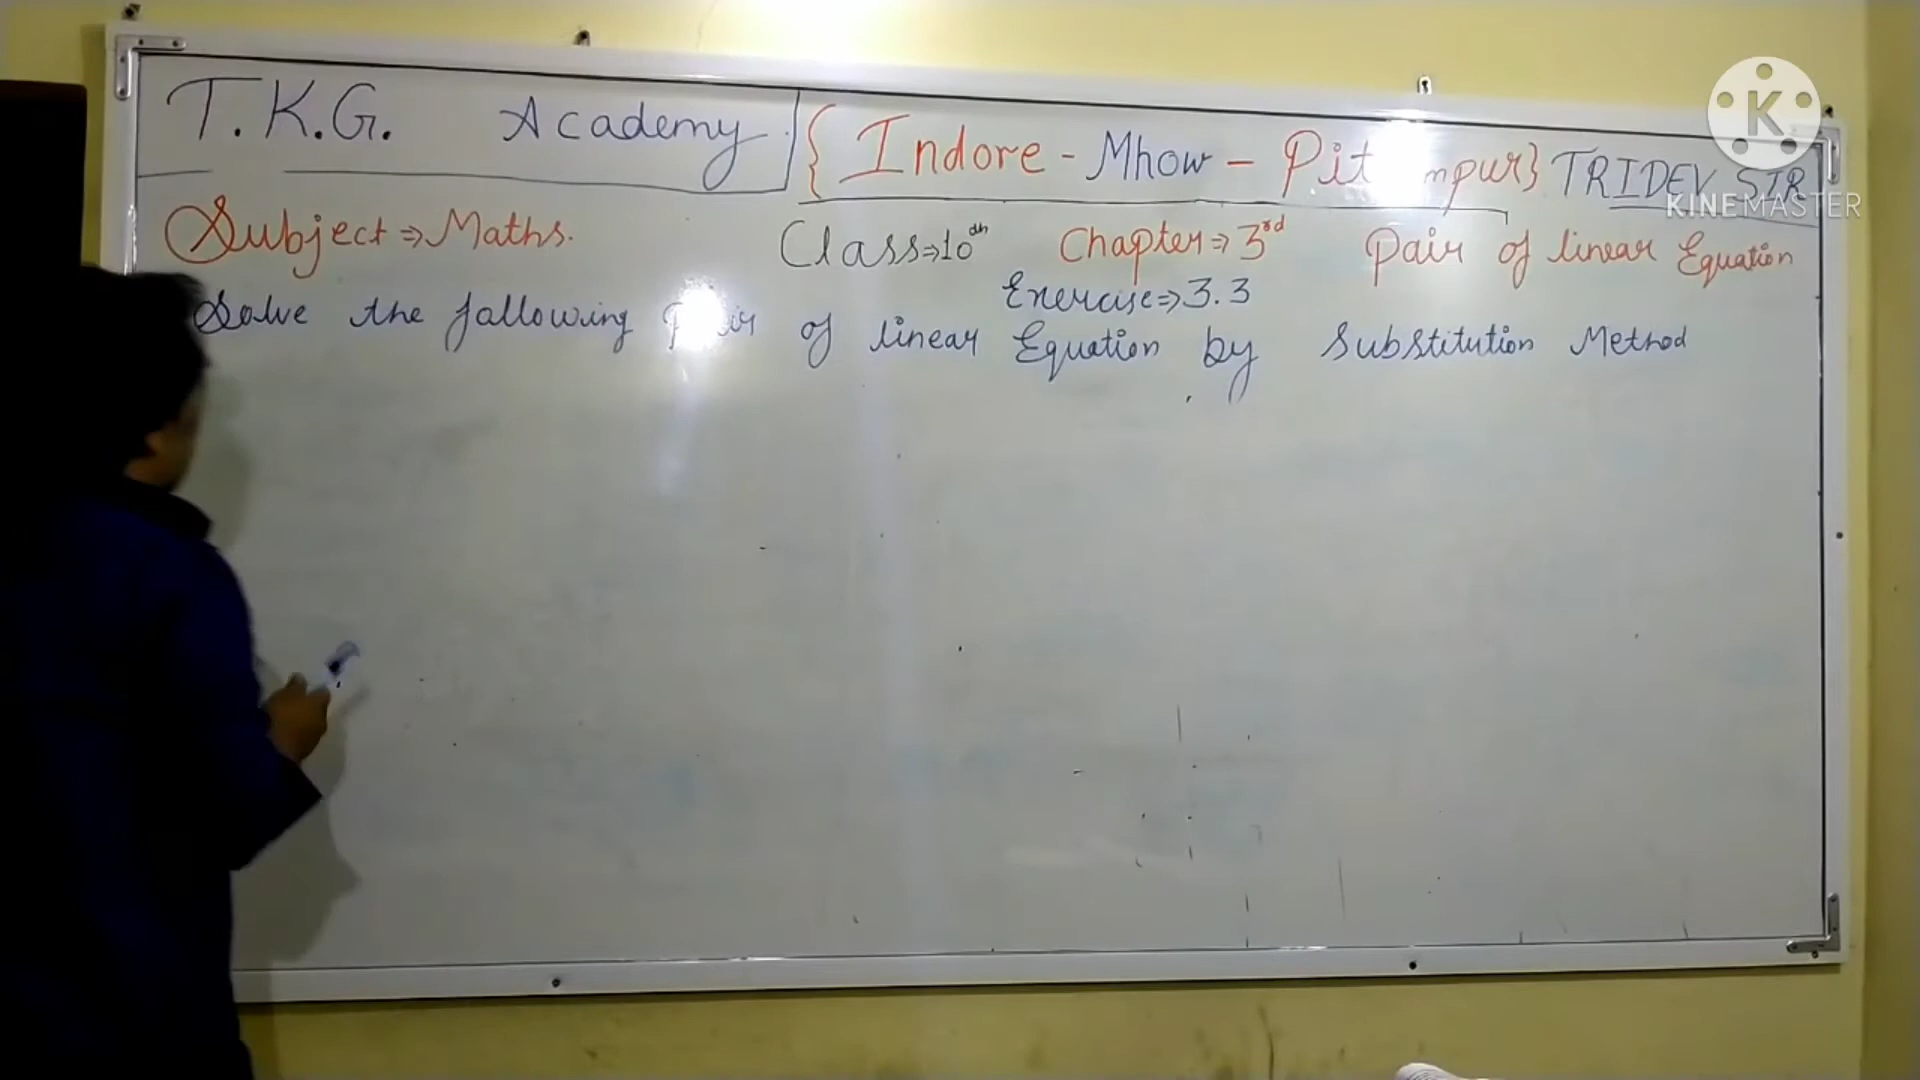 T.K.G. Academy { Indore - Mhow - TRIDEV SIR
Subject ⇒ Maths. Class ⇒ 10th Chapter ⇒ 3rd Pair of linear Equation
Exercise ⇒ 3.3
Solve the fallowing of linear Equation by Substitution Method
K
KINEMASTER